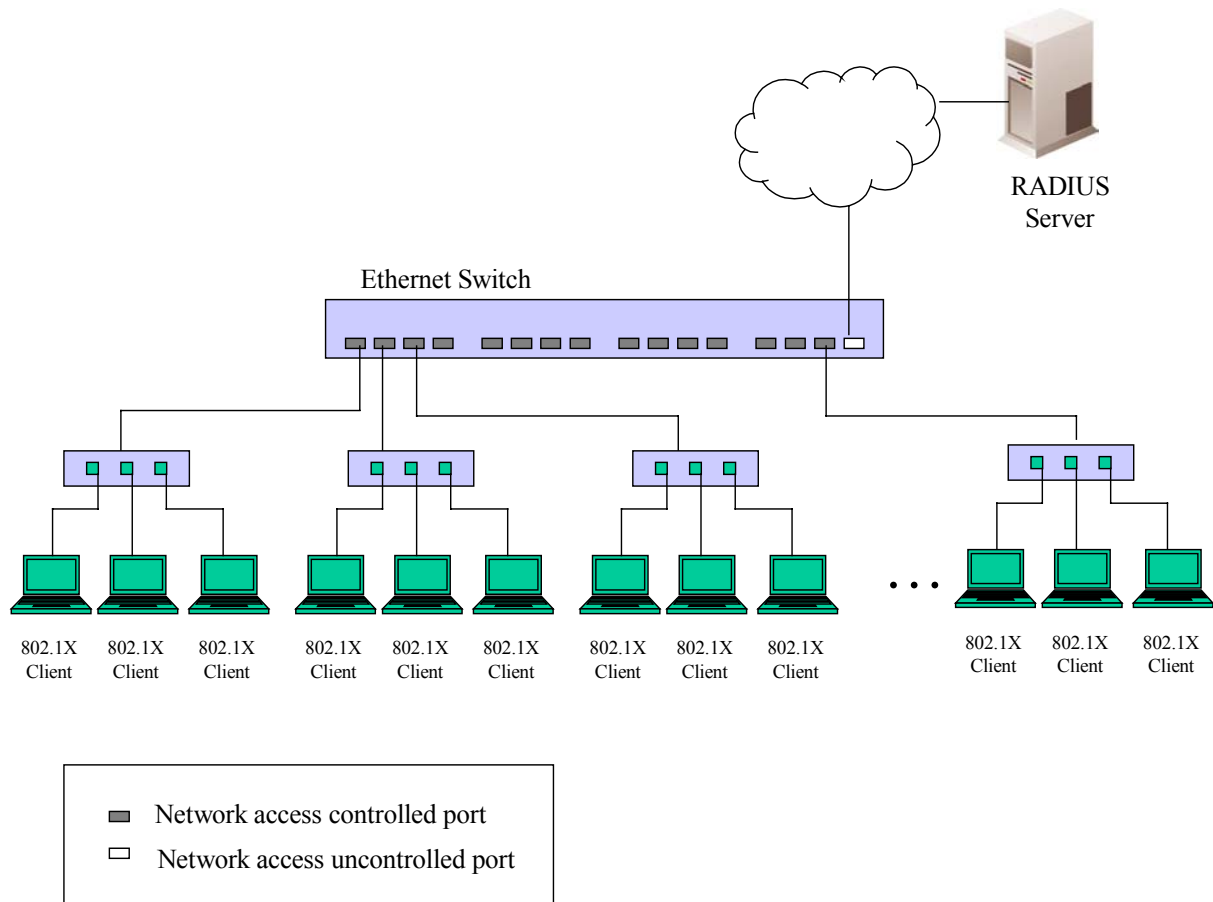 RADIUS
Server
Ethernet Switch
802.1X
Client
802.1X
Client
802.1X
Client
802.1X
Client
802.1X
Client
802.1X
Client
802.1X
Client
802.1X
Client
802.1X
Client
. . .
802.1X
Client
802.1X
Client
802.1X
Client
Network access controlled port
Network access uncontrolled port